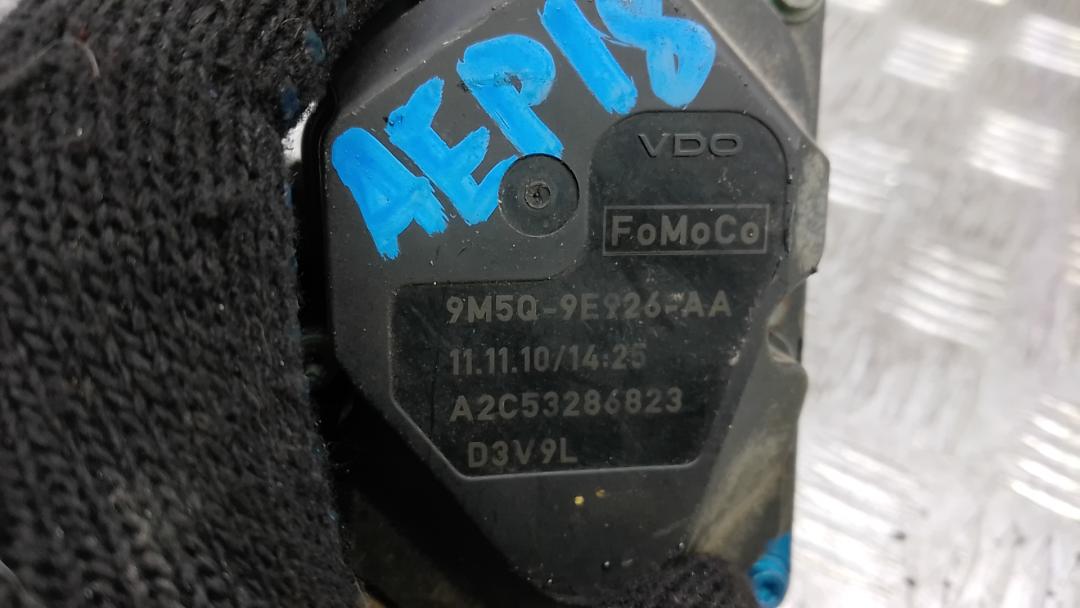 AEP18
VDO
FoMoCo
9M5Q-9E926-AA
11.11.10/14:25
A2C53286823
D3V9L